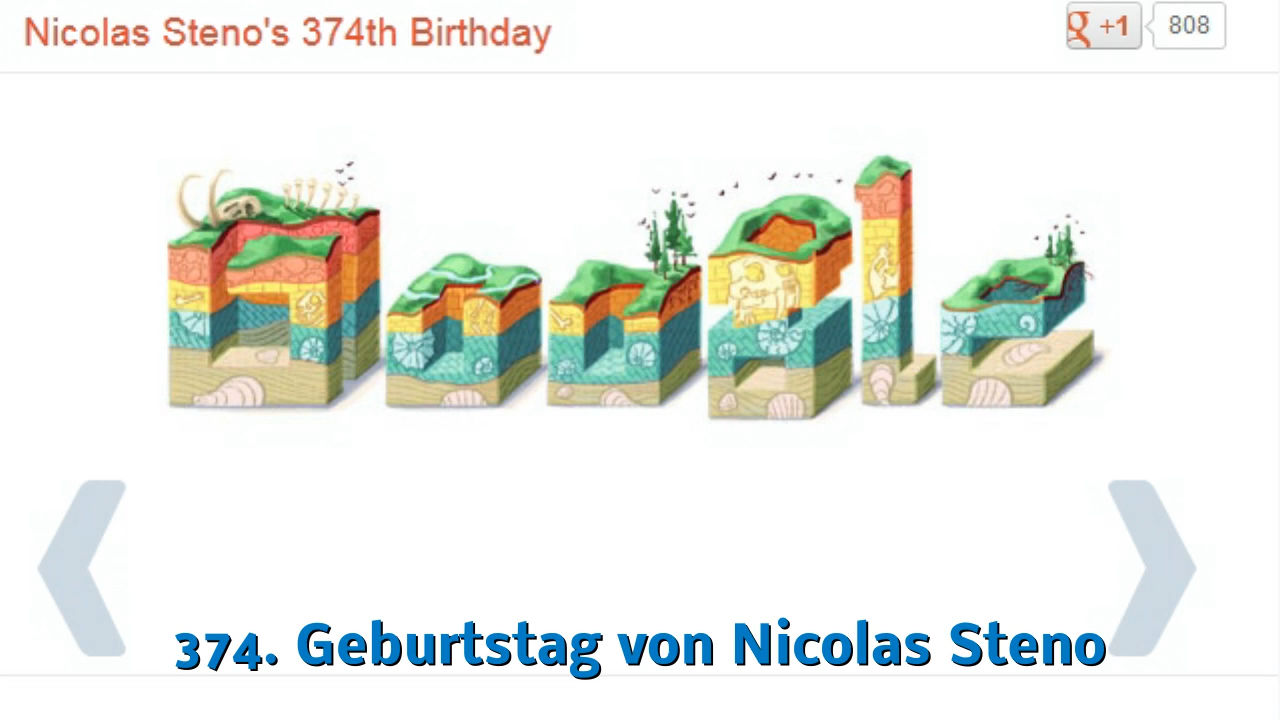 Nicolas Steno's 374th Birthday
g +1 808
374. Geburtstag von Nicolas Steno